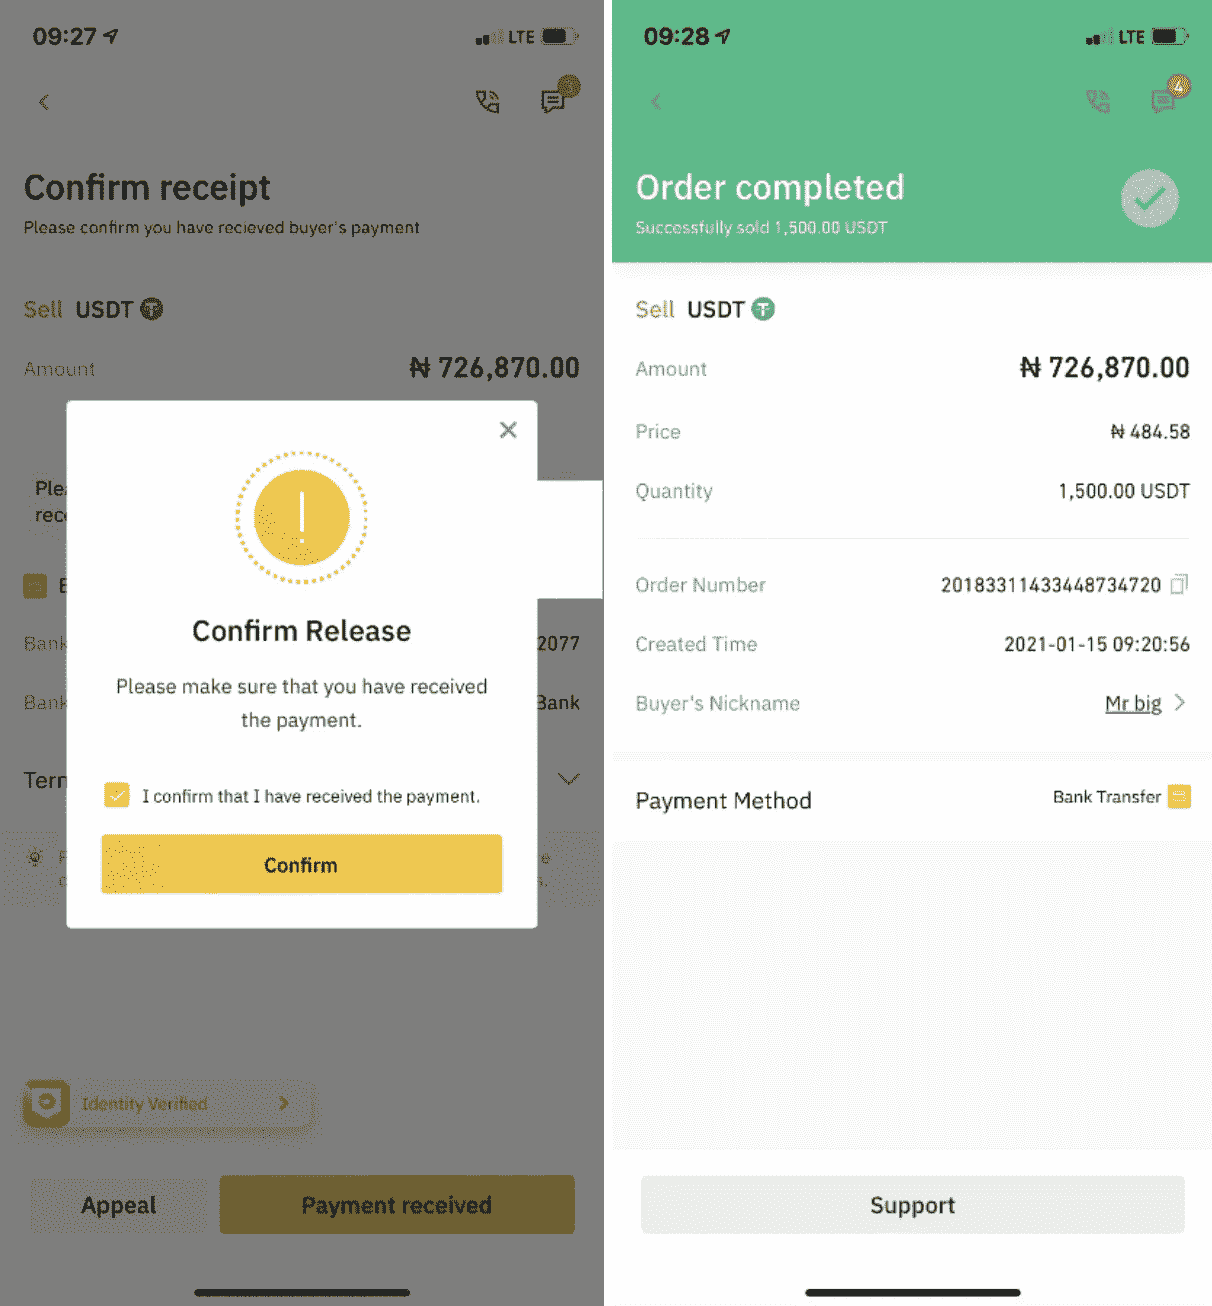 09:27
LTE
Confirm receipt
Please confirm you have recieved buyer's payment
Sell USDT
Amount ₦ 726,870.00
Confirm Release
Please make sure that you have received
the payment.
I confirm that I have received the payment.
Confirm
2077
Bank
Bank
Identity Verified
Appeal
Payment received
09:28
LTE
4
Order completed
Successfully sold 1,500.00 USDT
Sell USDT
Amount ₦ 726,870.00
Price ₦ 484.58
Quantity 1,500.00 USDT
Order Number 20183311433448734720
Created Time 2021-01-15 09:20:56
Buyer's Nickname Mr big
Payment Method Bank Transfer
Support